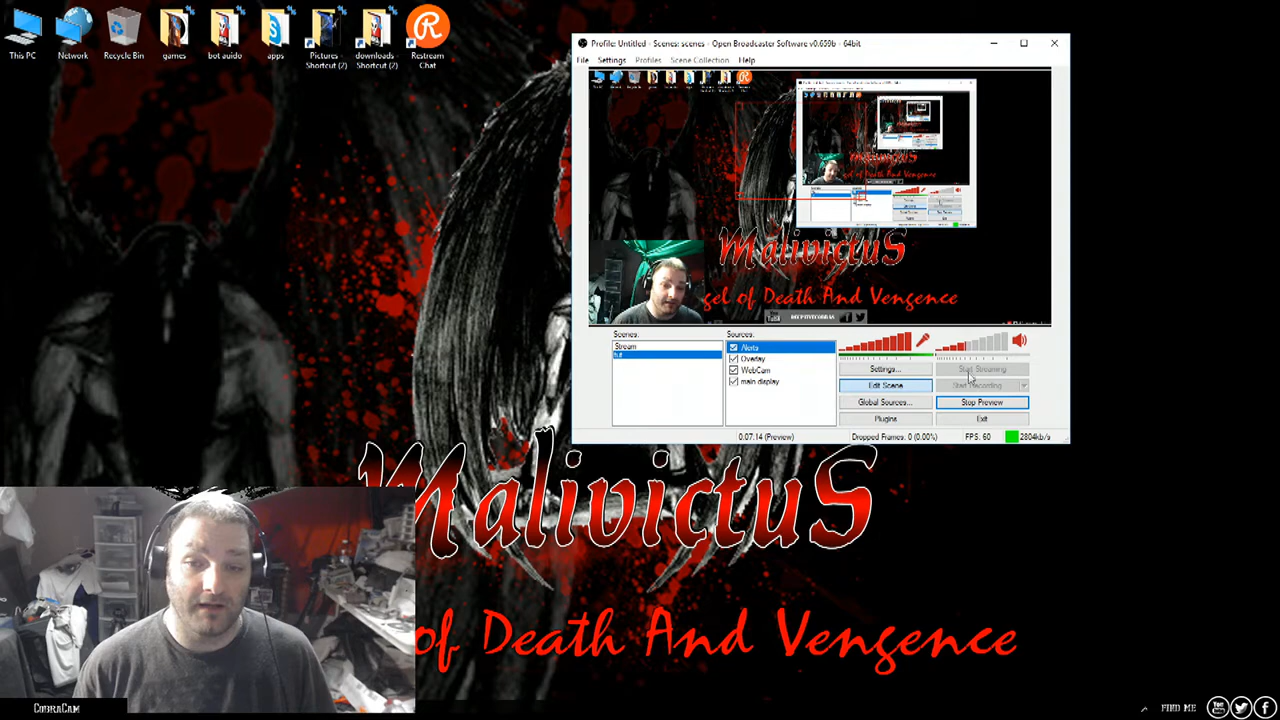 This PC
Network
Recycle Bin
games
bot auido
apps
Pictures - Shortcut (2)
downloads - Shortcut (2)
Restream Chat
Profile: Untitled - Scenes: scenes - Open Broadcaster Software v0.659b - 64bit
File Settings Profiles Scene Collection Help
MalivictuS
gel of Death And Vengence
Scenes:
Stream
tut
Sources:
Alerts
Overlay
WebCam
main display
Settings...
Start Streaming
Edit Scene
Start Recording
Global Sources...
Stop Preview
Plugins
Exit
0:07:14 (Preview)
Dropped Frames: 0 (0.00%)
FPS: 60
2804kb/s
MalivictuS
of Death And Vengence
CobraCam
Find Me